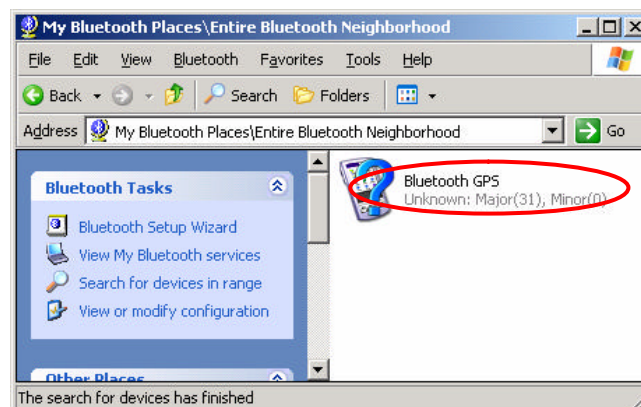 My Bluetooth Places\Entire Bluetooth Neighborhood
File Edit View Bluetooth Favorites Tools Help
Back Search Folders
Address My Bluetooth Places\Entire Bluetooth Neighborhood Go
Bluetooth Tasks
Bluetooth Setup Wizard
View My Bluetooth services
Search for devices in range
View or modify configuration
Other Places
Bluetooth GPS
Unknown: Major(31), Minor(0)
The search for devices has finished